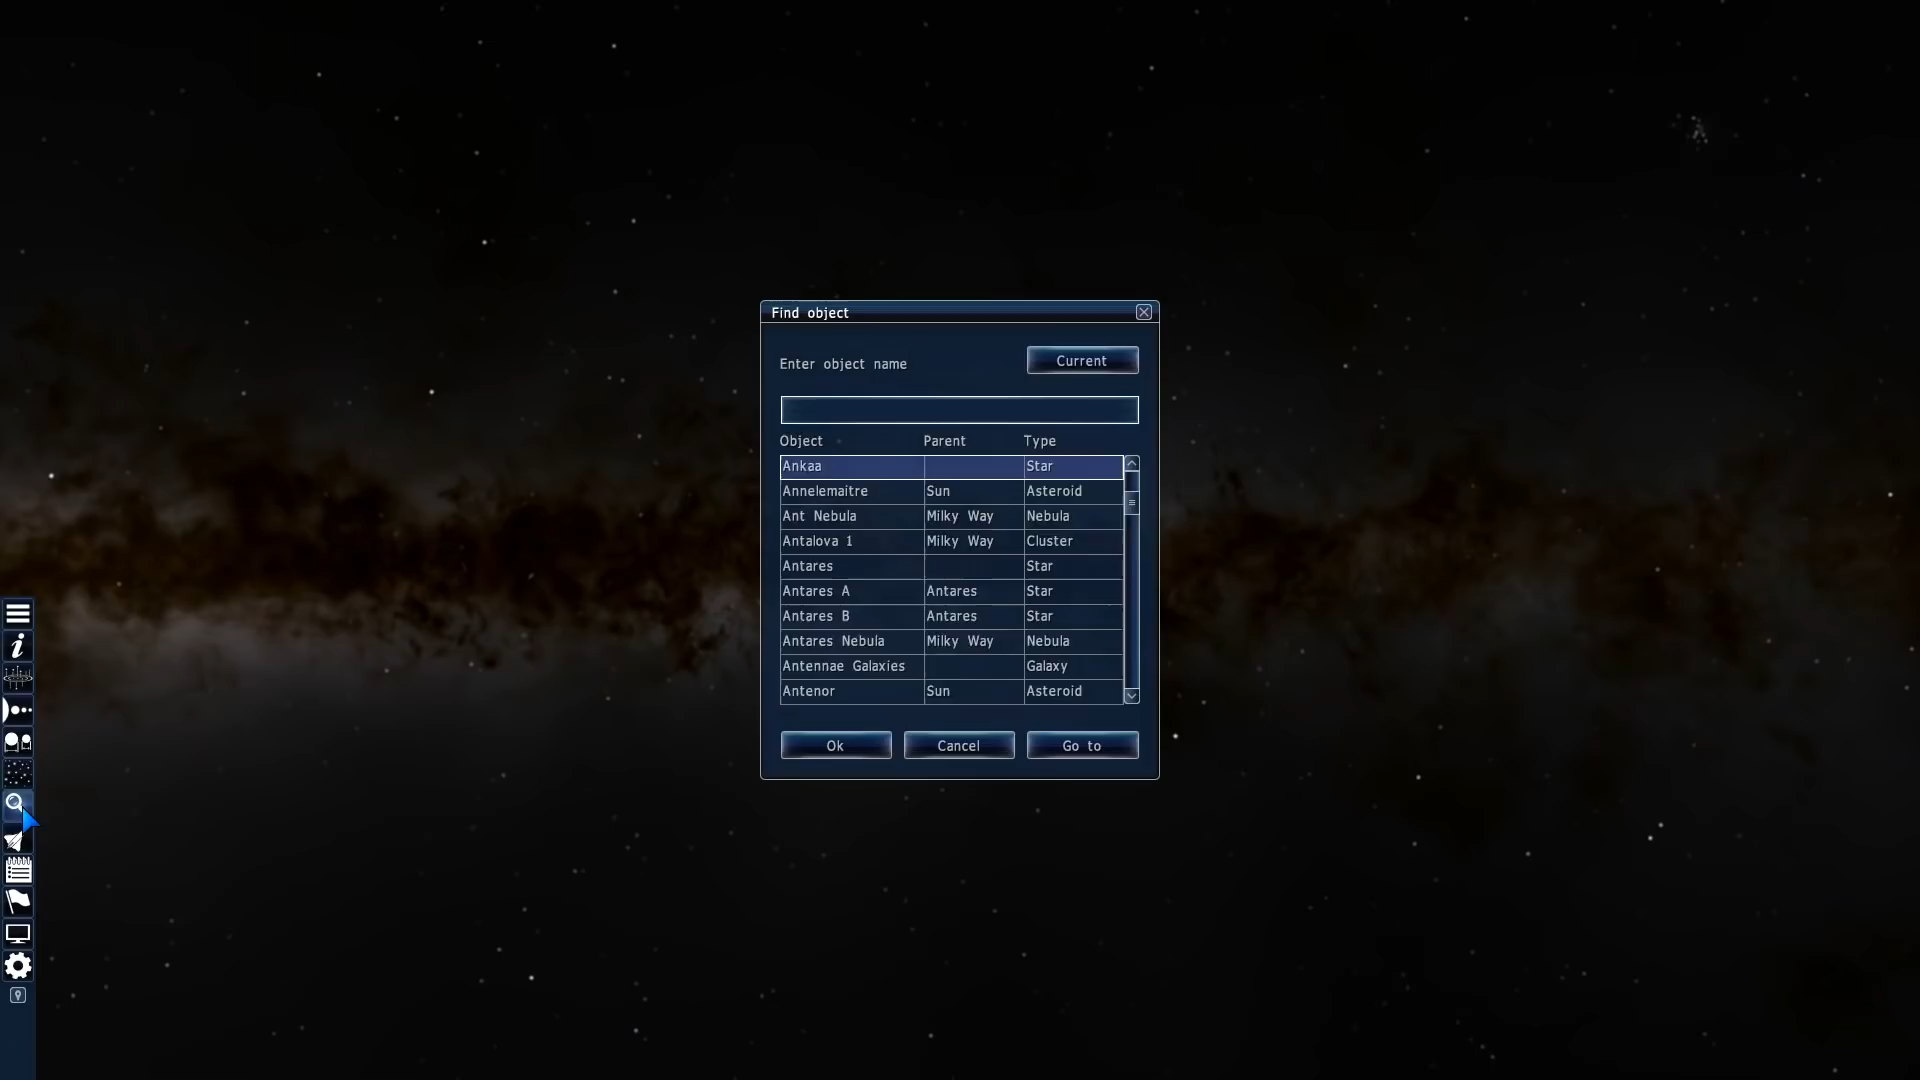 Find object
Enter object name Current
Object Parent Type
Ankaa Star
Annelemaitre Sun Asteroid
Ant Nebula Milky Way Nebula
Antalova 1 Milky Way Cluster
Antares Star
Antares A Antares Star
Antares B Antares Star
Antares Nebula Milky Way Nebula
Antennae Galaxies Galaxy
Antenor Sun Asteroid
Ok Cancel Go to